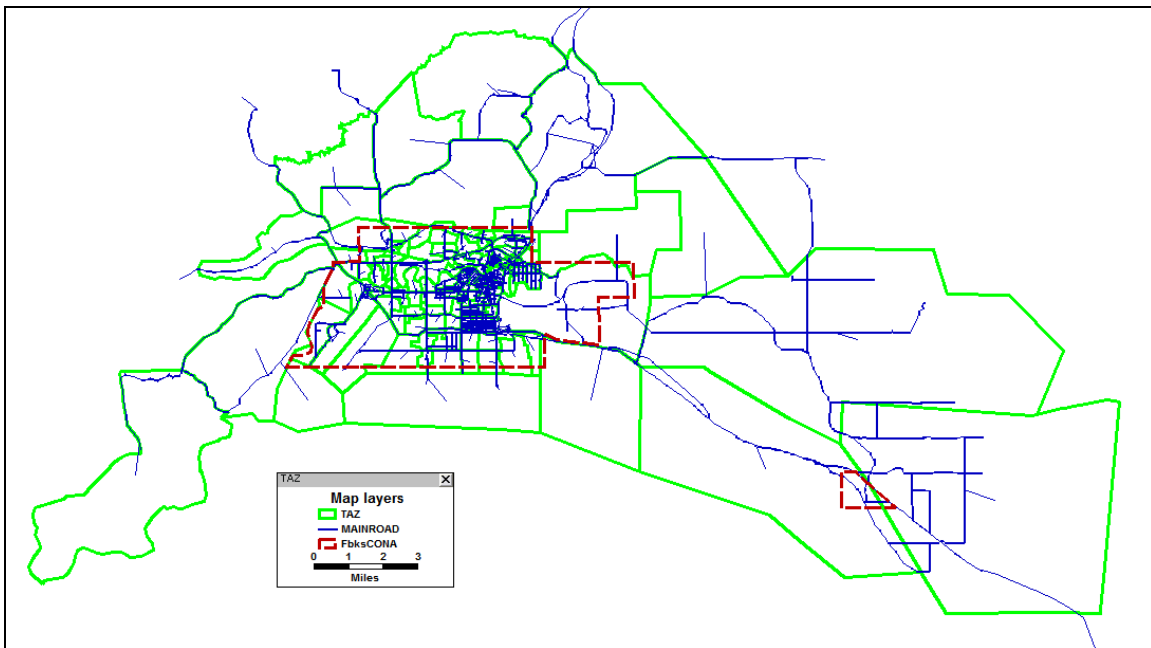 TAZ
Map layers
TAZ
MAINROAD
FbksCONA
0 1 2 3
Miles